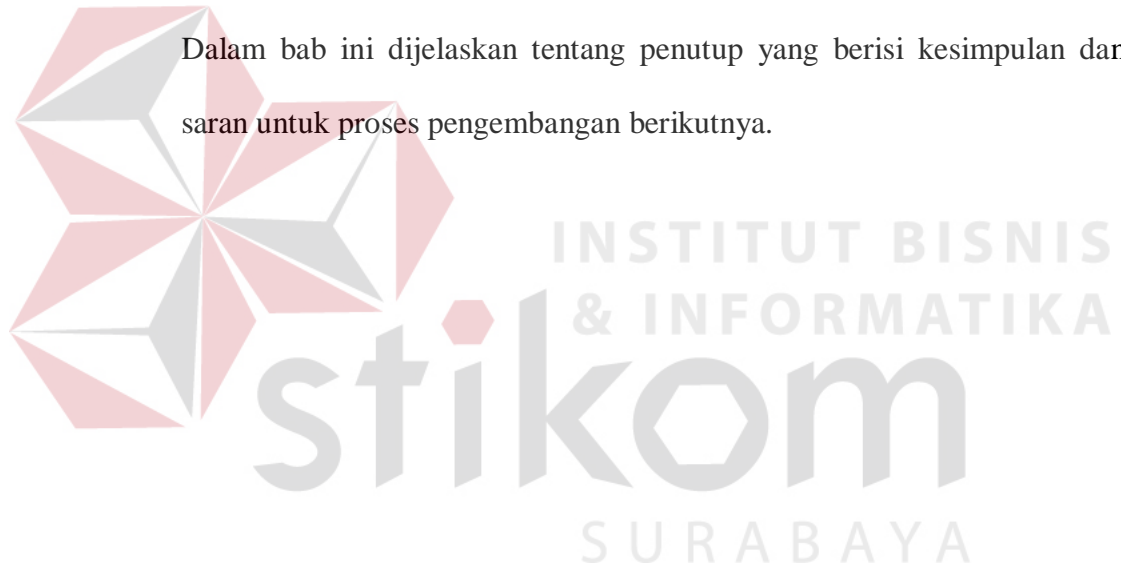 Dalam bab ini dijelaskan tentang penutup yang berisi kesimpulan dan
saran untuk proses pengembangan berikutnya.
INSTITUT BISNIS
& INFORMATIKA
stikom
SURABAYA